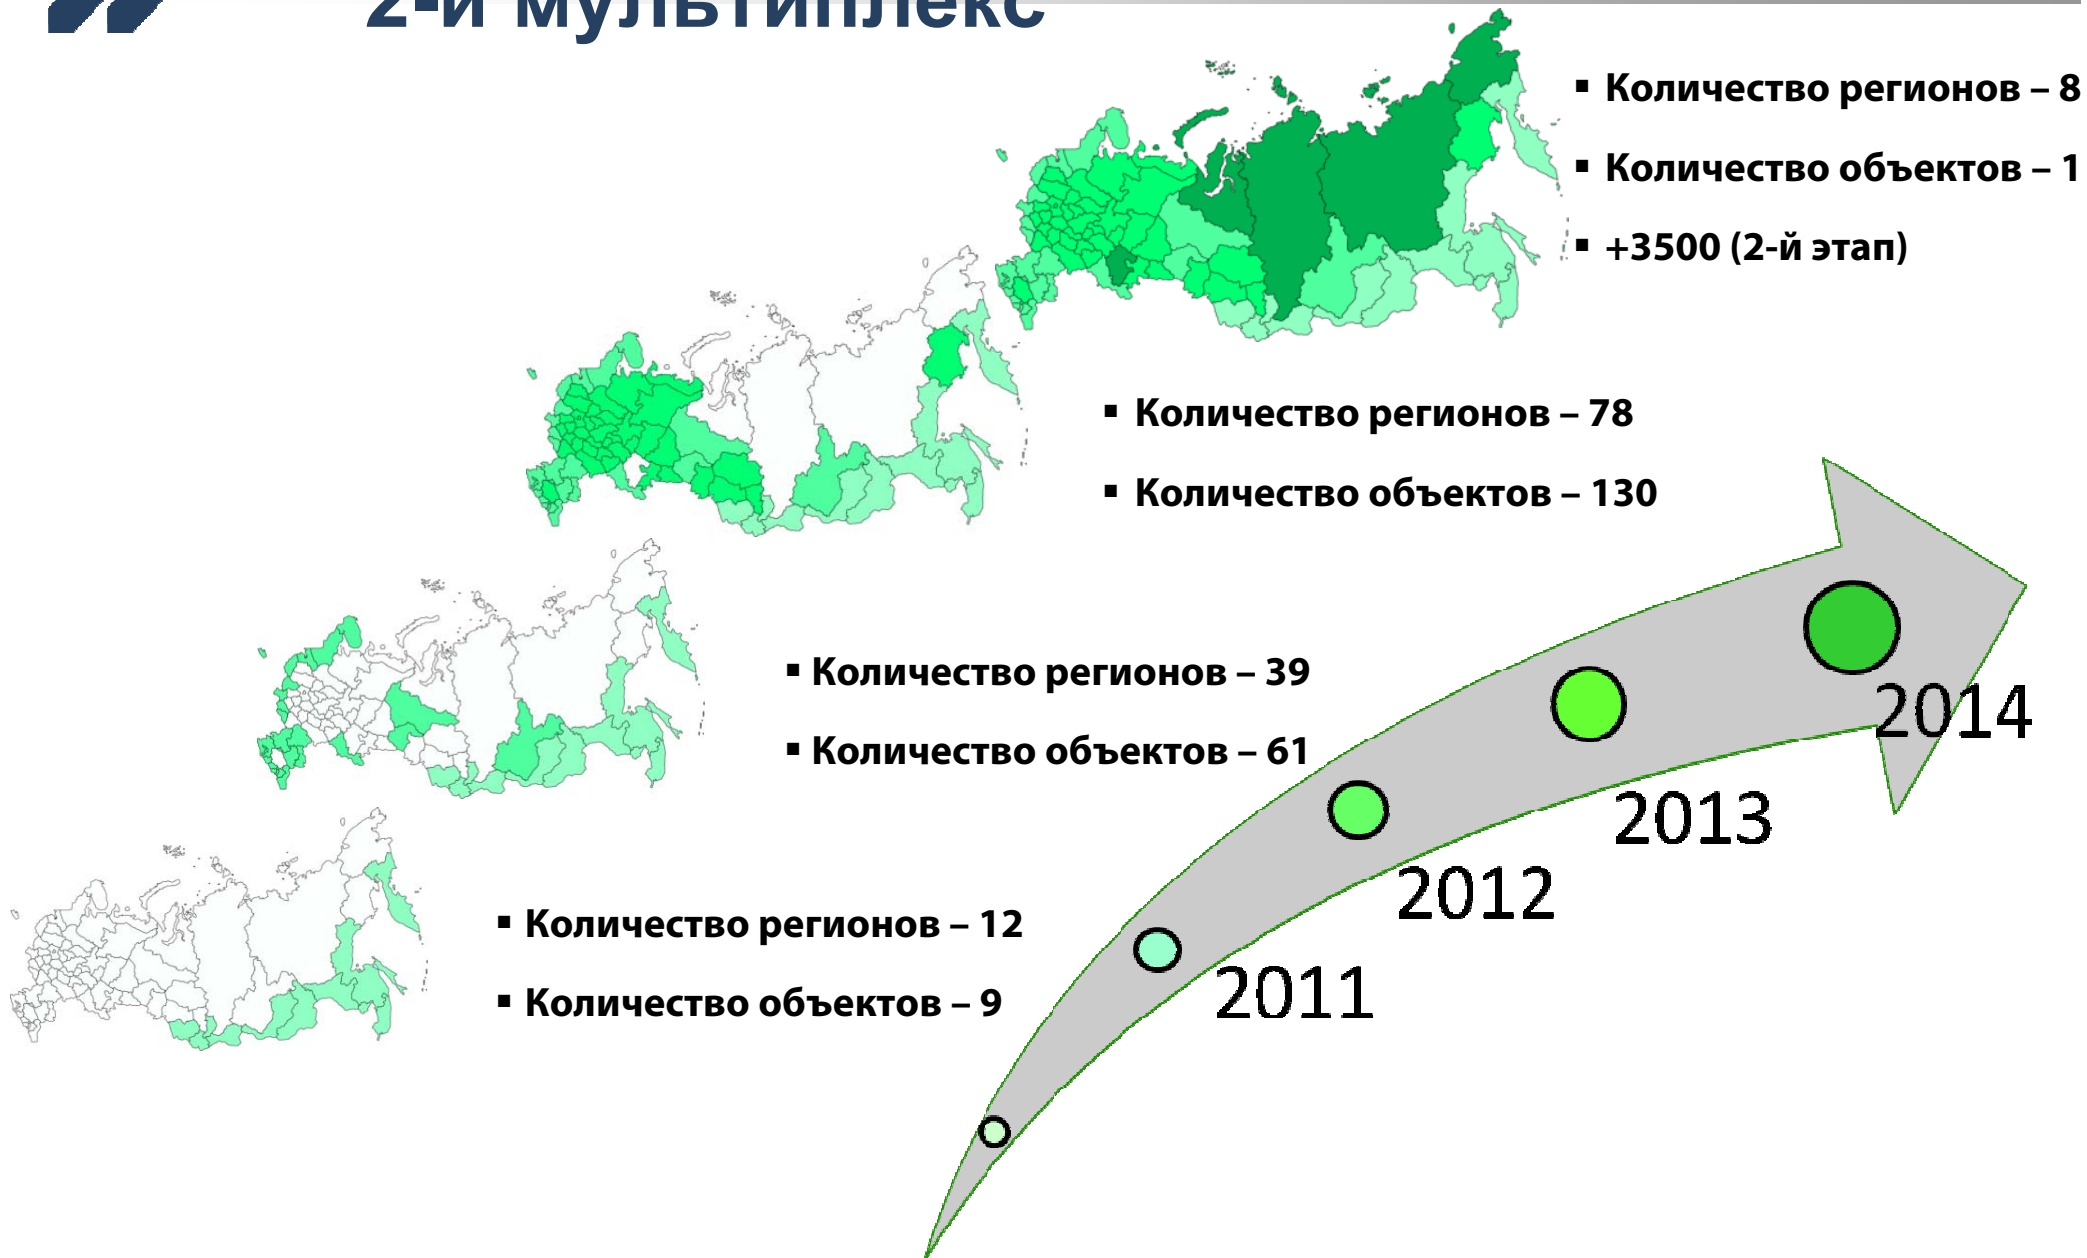 2-й мультиплекс
▪ Количество регионов – 8
▪ Количество объектов – 1
▪ +3500 (2-й этап)
▪ Количество регионов – 78
▪ Количество объектов – 130
▪ Количество регионов – 39
▪ Количество объектов – 61
▪ Количество регионов – 12
▪ Количество объектов – 9
2014
2013
2012
2011